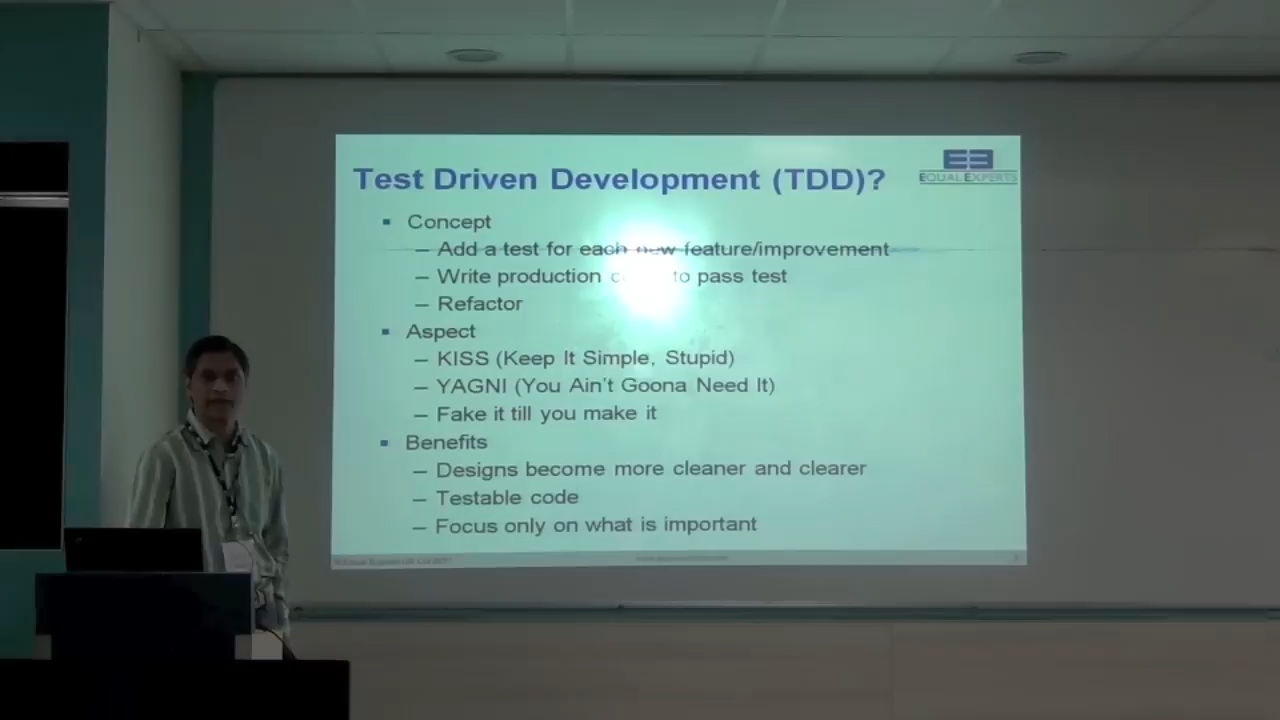 Test Driven Development (TDD)?
EQUAL EXPERTS
▪ Concept
– Add a test for each new feature/improvement
– Write production to pass test
– Refactor
▪ Aspect
– KISS (Keep It Simple, Stupid)
– YAGNI (You Ain't Goona Need It)
– Fake it till you make it
▪ Benefits
– Designs become more cleaner and clearer
– Testable code
– Focus only on what is important